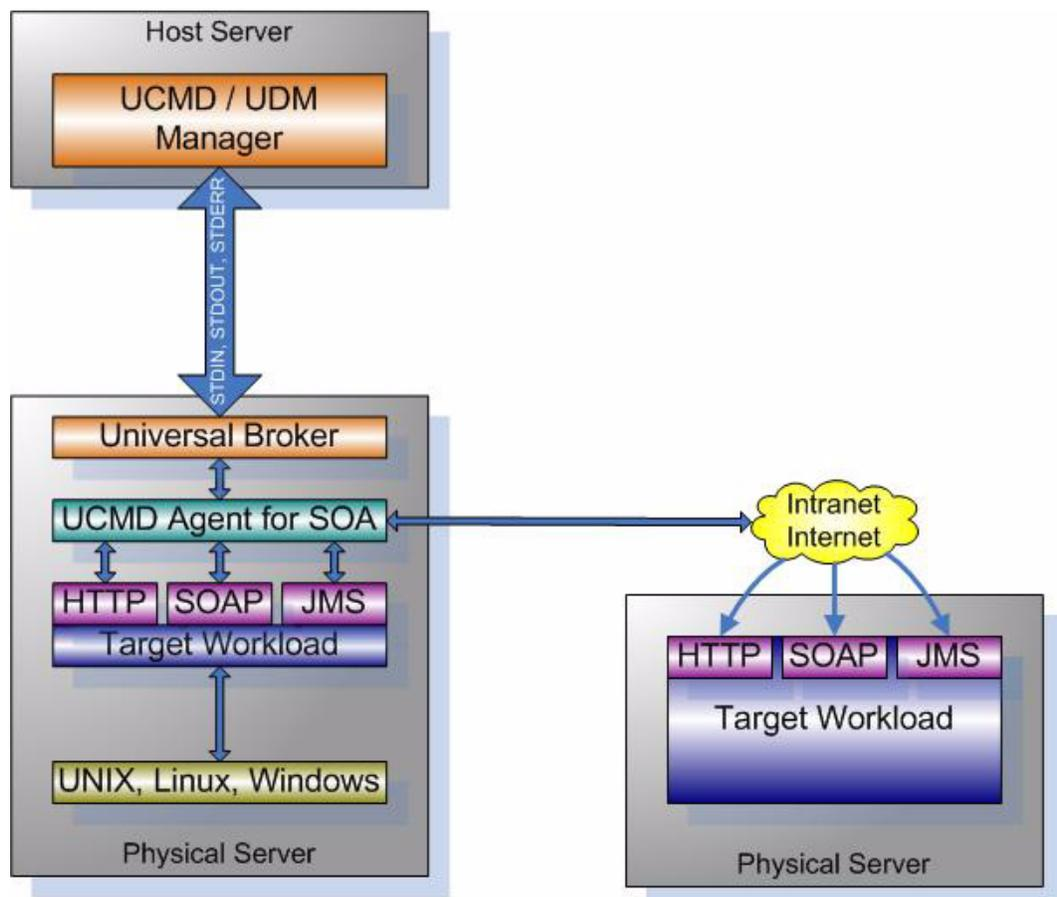 Host Server
UCMD / UDM
Manager
STDIN, STDOUT, STDERR
Universal Broker
UCMD Agent for SOA
HTTP SOAP JMS
Target Workload
UNIX, Linux, Windows
Physical Server
Intranet
Internet
HTTP SOAP JMS
Target Workload
Physical Server